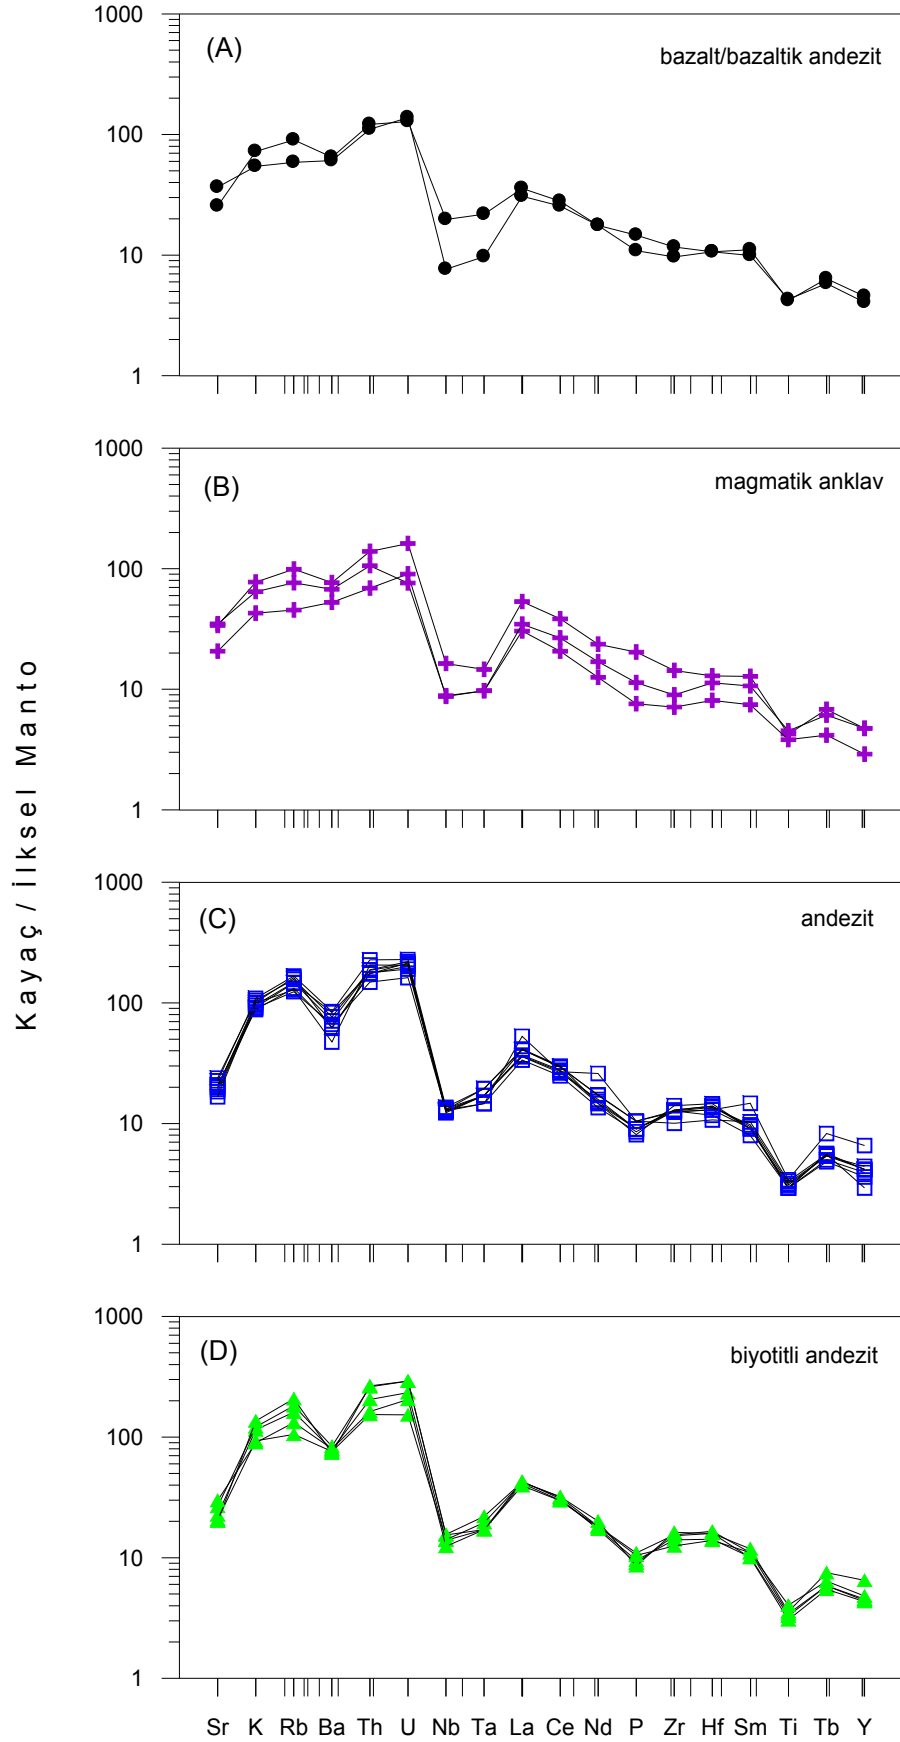 Kayaç / İlksel Manto
1000
(A)
bazalt/bazaltik andezit
100
10
1
1000
(B)
magmatik anklav
100
10
1
1000
(C)
andezit
100
10
1
1000
(D)
biyotitli andezit
100
10
1
Sr K Rb Ba Th U Nb Ta La Ce Nd P Zr Hf Sm Ti Tb Y